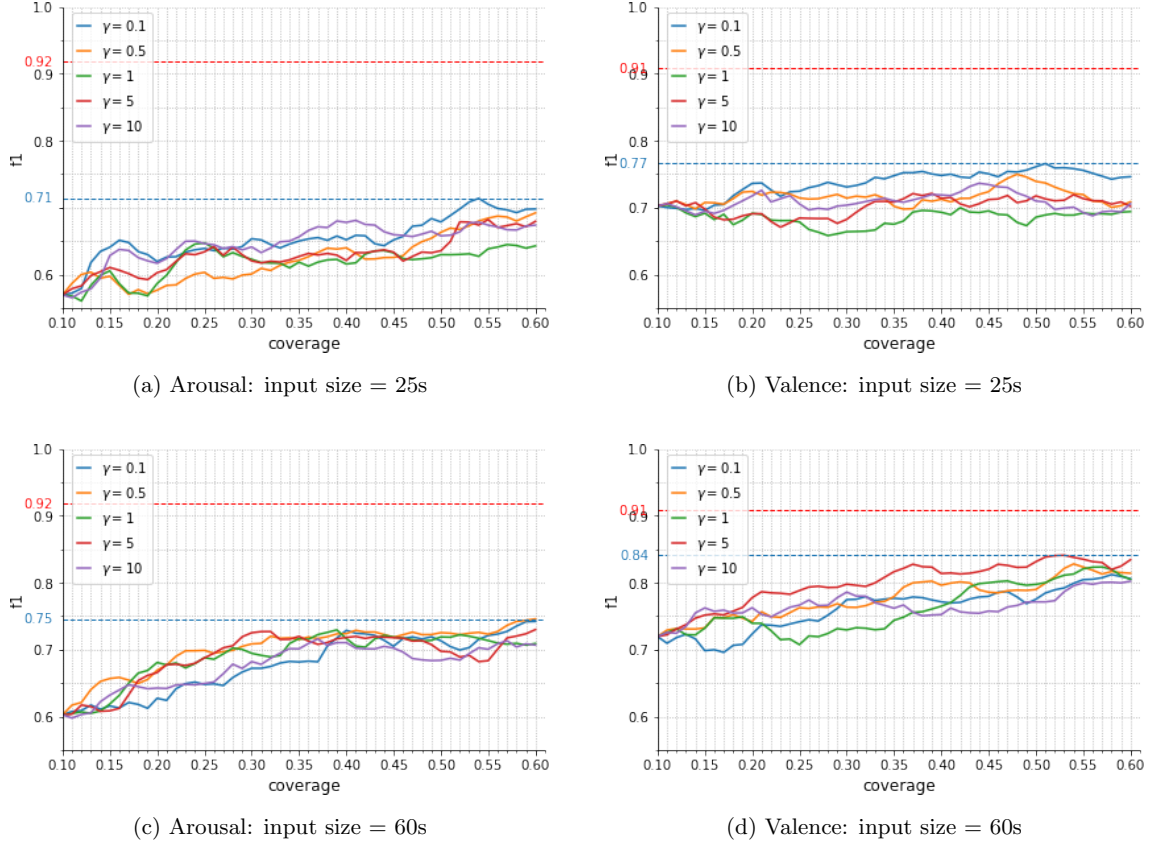 1.0
0.9
0.8
0.7
0.6
0.92
0.71
f1
γ = 0.1
γ = 0.5
γ = 1
γ = 5
γ = 10
0.10 0.15 0.20 0.25 0.30 0.35 0.40 0.45 0.50 0.55 0.60
coverage
(a) Arousal: input size = 25s
1.0
0.9
0.8
0.7
0.6
0.91
0.77
f1
γ = 0.1
γ = 0.5
γ = 1
γ = 5
γ = 10
0.10 0.15 0.20 0.25 0.30 0.35 0.40 0.45 0.50 0.55 0.60
coverage
(b) Valence: input size = 25s
1.0
0.9
0.8
0.7
0.6
0.92
0.75
f1
γ = 0.1
γ = 0.5
γ = 1
γ = 5
γ = 10
0.10 0.15 0.20 0.25 0.30 0.35 0.40 0.45 0.50 0.55 0.60
coverage
(c) Arousal: input size = 60s
1.0
0.9
0.8
0.7
0.6
0.91
0.84
f1
γ = 0.1
γ = 0.5
γ = 1
γ = 5
γ = 10
0.10 0.15 0.20 0.25 0.30 0.35 0.40 0.45 0.50 0.55 0.60
coverage
(d) Valence: input size = 60s